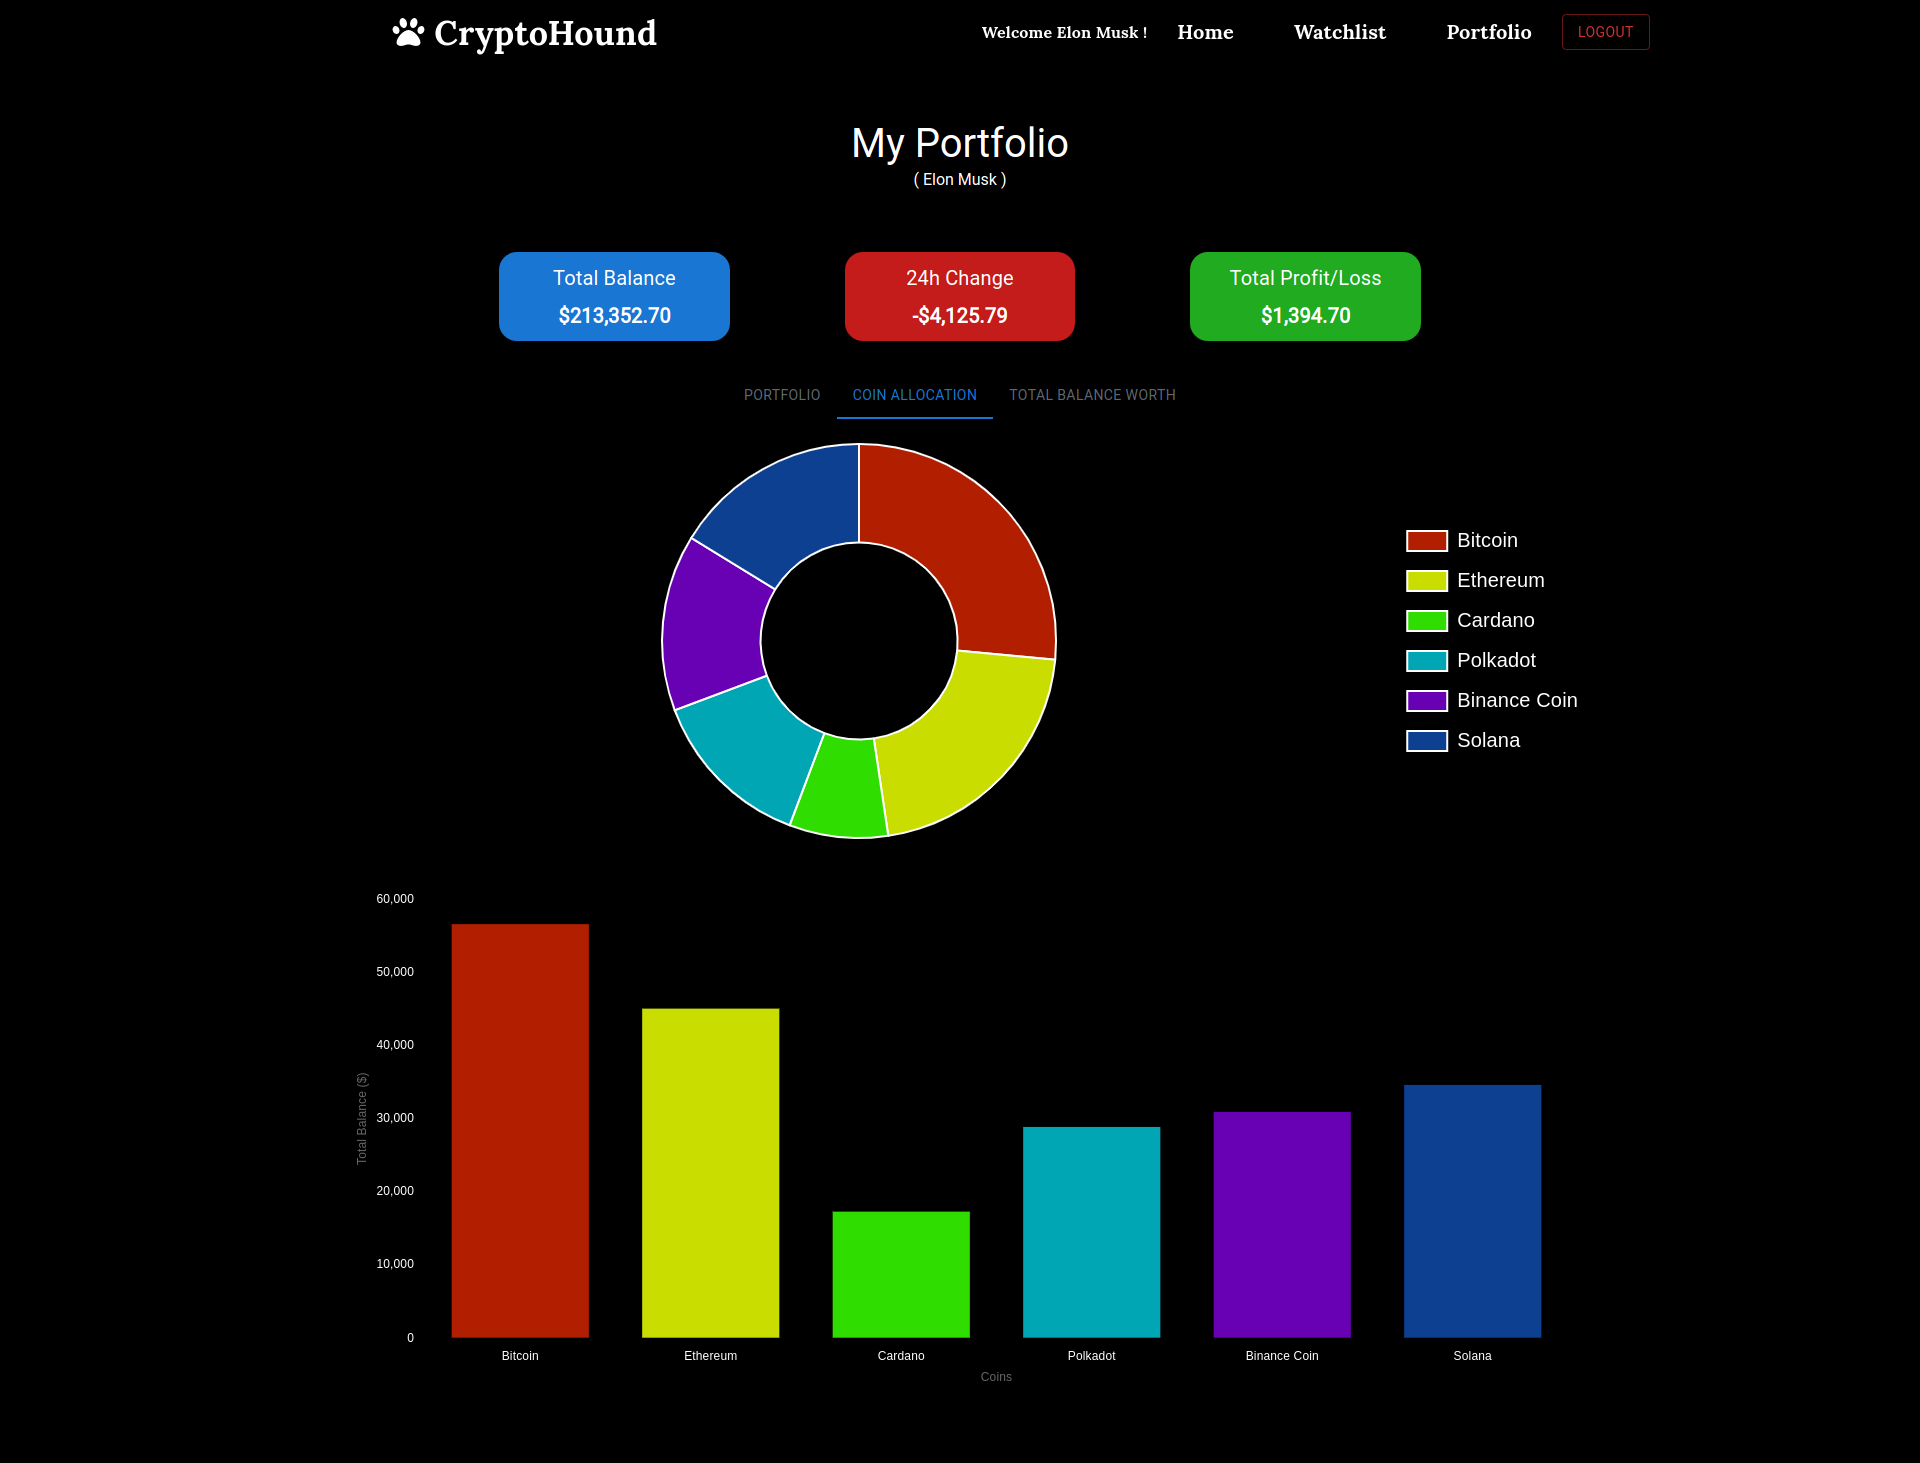 CryptoHound
Welcome Elon Musk !
Home
Watchlist
Portfolio
LOGOUT
My Portfolio
( Elon Musk )
Total Balance
$213,352.70
24h Change
-$4,125.79
Total Profit/Loss
$1,394.70
PORTFOLIO
COIN ALLOCATION
TOTAL BALANCE WORTH
Bitcoin
Ethereum
Cardano
Polkadot
Binance Coin
Solana
60,000
50,000
40,000
30,000
20,000
10,000
0
Total Balance ($)
Bitcoin
Ethereum
Cardano
Polkadot
Binance Coin
Solana
Coins